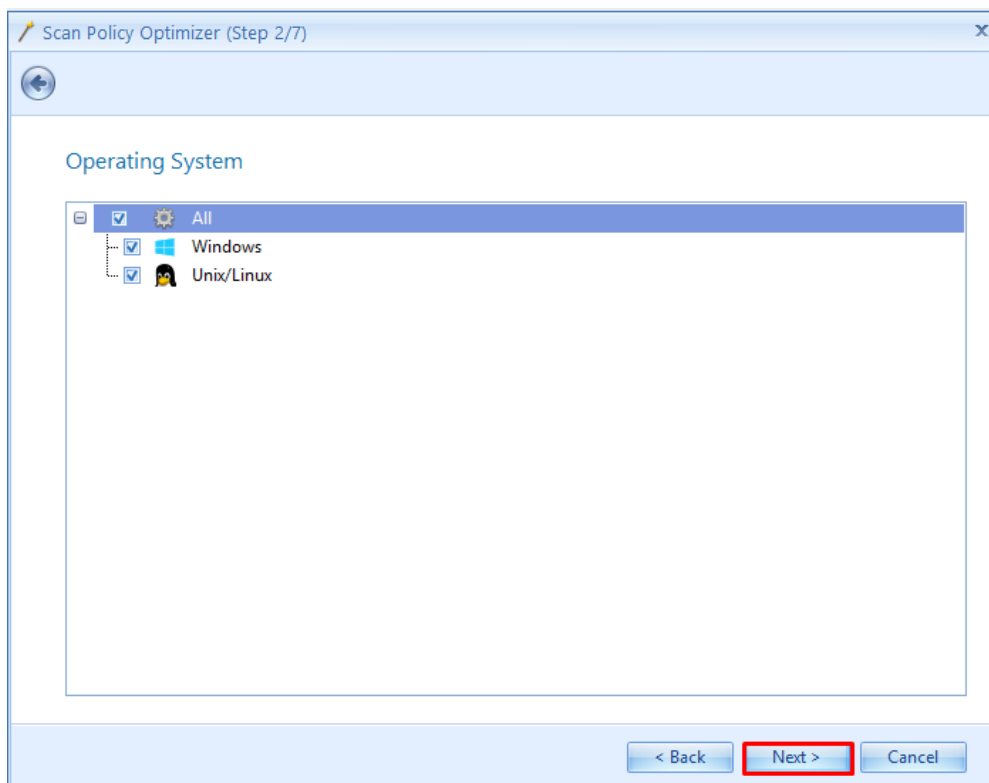 Scan Policy Optimizer (Step 2/7)
Operating System
All
Windows
Unix/Linux
< Back Next > Cancel